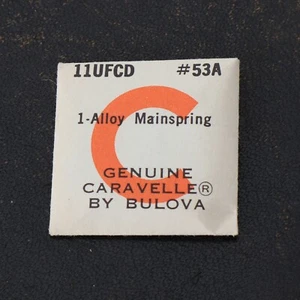 11UFCD #53A
1-Alloy Mainspring
GENUINE
CARAVELLE®
BY BULOVA